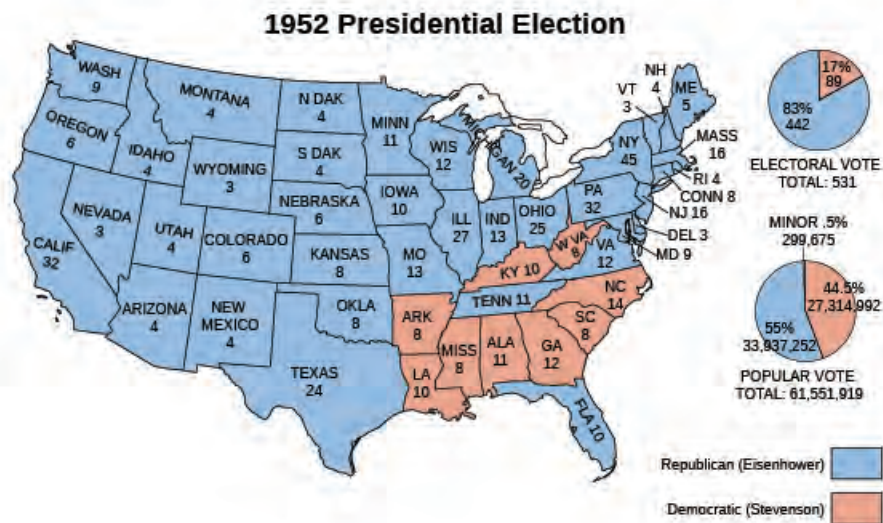 1952 Presidential Election
WASH
9
OREGON
6
CALIF
32
NEVADA
3
IDAHO
4
MONTANA
4
WYOMING
3
UTAH
4
COLORADO
6
ARIZONA
4
NEW
MEXICO
4
N DAK
4
S DAK
4
NEBRASKA
6
KANSAS
8
OKLA
8
TEXAS
24
MINN
11
IOWA
10
MO
13
ARK
8
LA
10
WIS
12
ILL
27
MICHIGAN 20
IND
13
OHIO
25
KY 10
TENN 11
MISS
8
ALA
11
GA
12
FLA 10
SC
8
NC
14
VA
12
W VA
8
PA
32
NY
45
VT
3
NH
4
ME
5
MASS
16
RI 4
CONN 8
NJ 16
DEL 3
MD 9
17%
89
83%
442
ELECTORAL VOTE
TOTAL: 531
MINOR .5%
299,675
44.5%
27,314,992
55%
33,937,252
POPULAR VOTE
TOTAL: 61,551,919
Republican (Eisenhower)
Democratic (Stevenson)